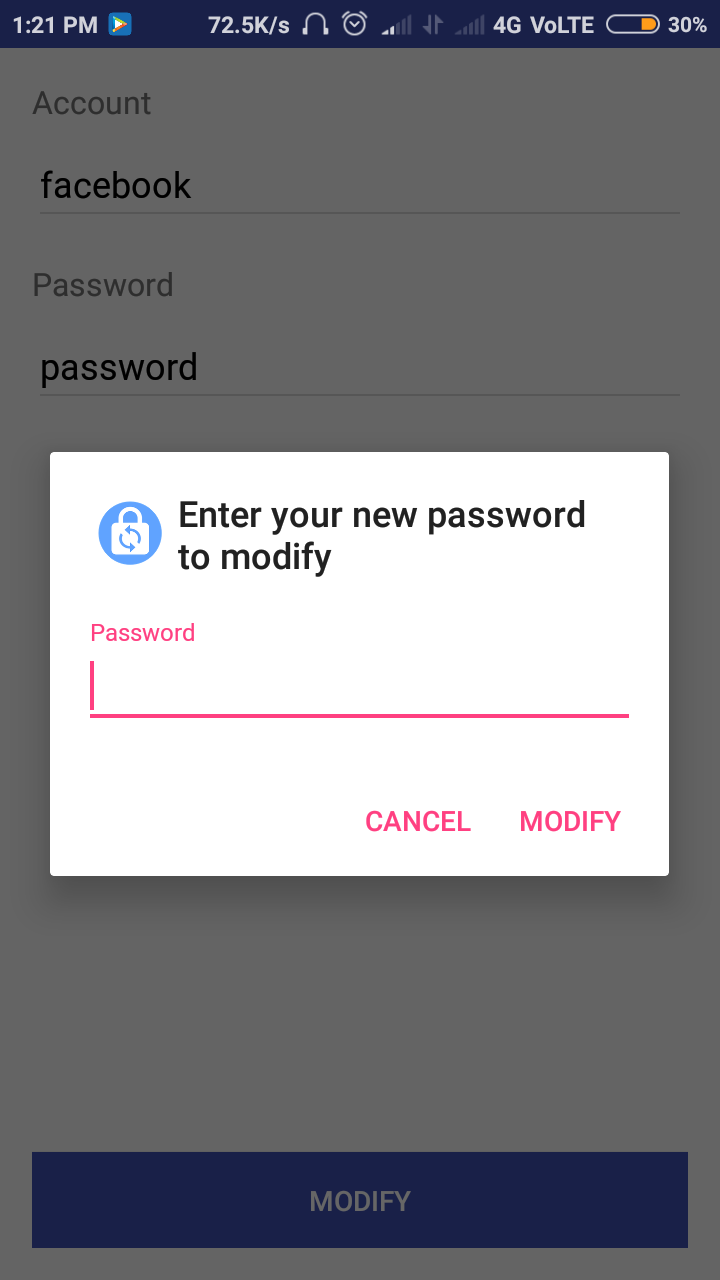 1:21 PM 72.5K/s 4G VoLTE 30%
Account
facebook
Password
password
Enter your new password
to modify
Password
CANCEL MODIFY
MODIFY